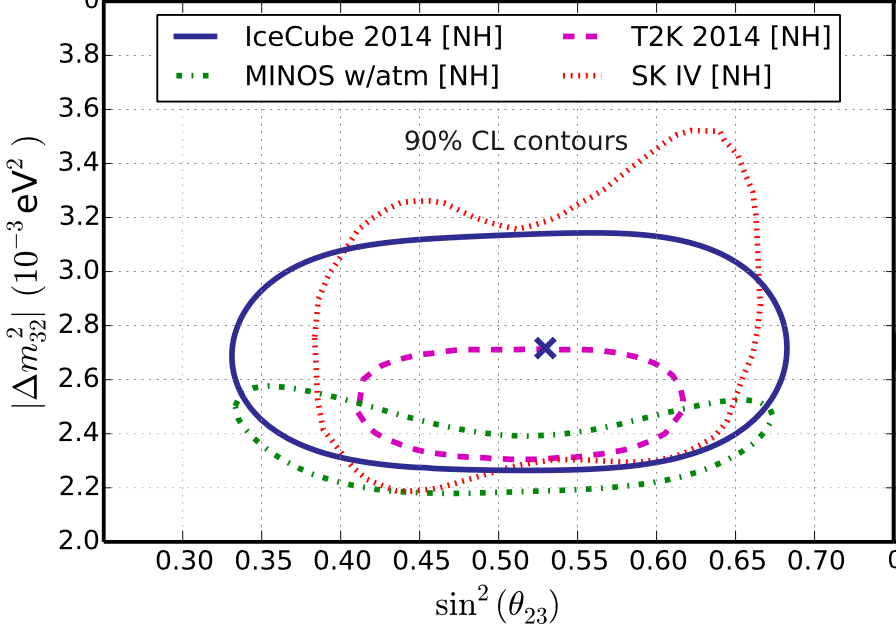 IceCube 2014 [NH] T2K 2014 [NH]
MINOS w/atm [NH] SK IV [NH]
90% CL contours
|Δm²₃₂| (10⁻³ eV²)
3.6
3.4
3.2
3.0
2.8
2.6
2.4
2.2
2.0
0.30 0.35 0.40 0.45 0.50 0.55 0.60 0.65 0.70
sin² (θ₂₃)